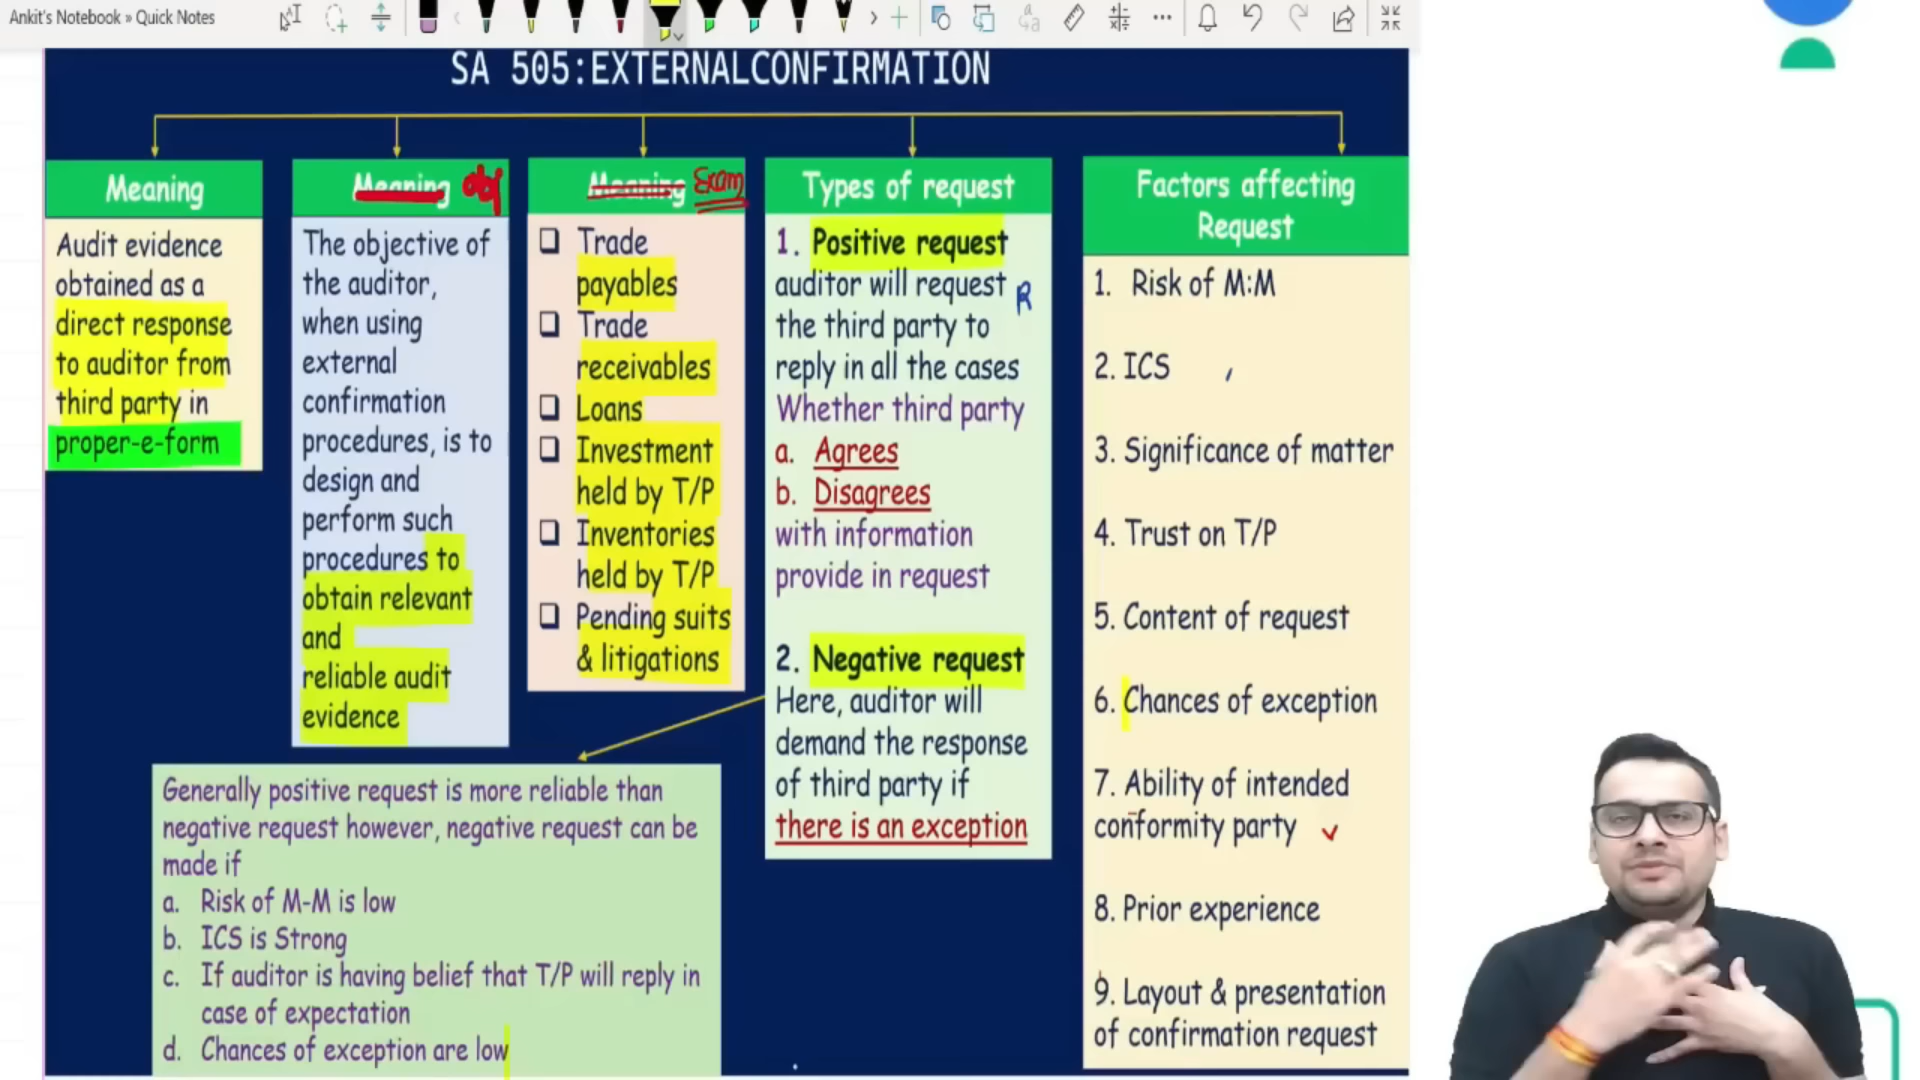 Ankit's Notebook » Quick Notes
SA 505:EXTERNALCONFIRMATION
Meaning
Audit evidence
obtained as a
direct response
to auditor from
third party in
proper-e-form
Meaning obj
The objective of
the auditor,
when using
external
confirmation
procedures, is to
design and
perform such
procedures to
obtain relevant
and
reliable audit
evidence
Meaning Exam
❑ Trade
payables
❑ Trade
receivables
❑ Loans
❑ Investment
held by T/P
❑ Inventories
held by T/P
❑ Pending suits
& litigations
Types of request
1. Positive request
auditor will request R
the third party to
reply in all the cases
Whether third party
a. Agrees
b. Disagrees
with information
provide in request
2. Negative request
Here, auditor will
demand the response
of third party if
there is an exception
Generally positive request is more reliable than
negative request however, negative request can be
made if
a. Risk of M-M is low
b. ICS is Strong
c. If auditor is having belief that T/P will reply in
case of expectation
d. Chances of exception are low
Factors affecting
Request
1. Risk of M:M
2. ICS
3. Significance of matter
4. Trust on T/P
5. Content of request
6. Chances of exception
7. Ability of intended
conformity party
8. Prior experience
9. Layout & presentation
of confirmation request